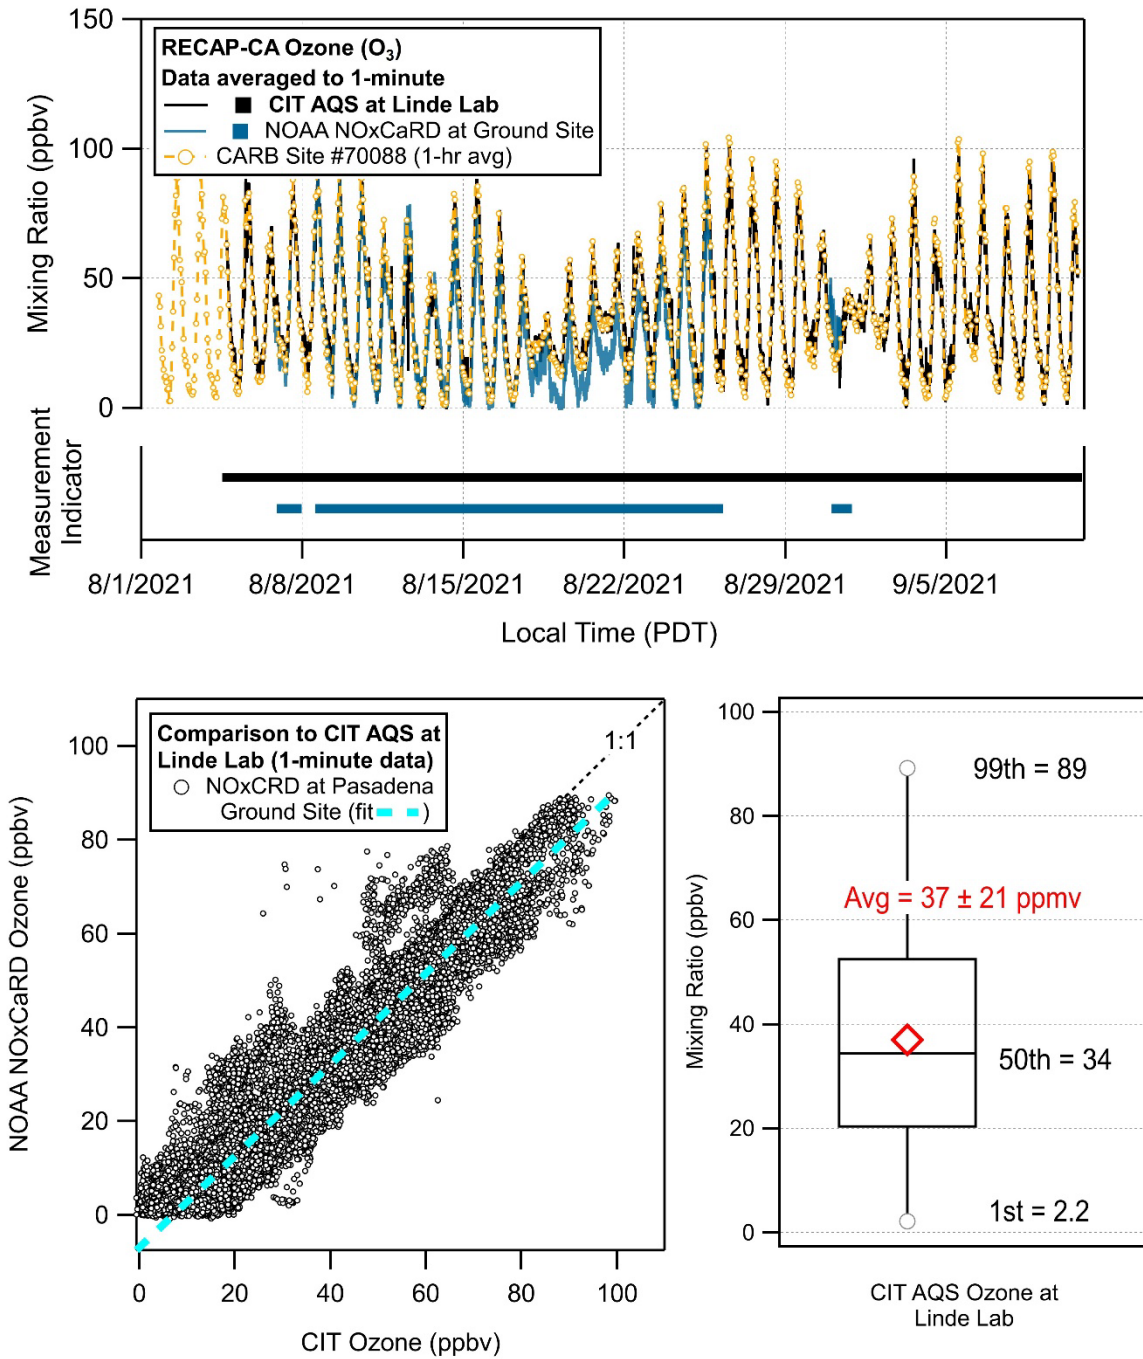 150
100
50
0
Mixing Ratio (ppbv)
RECAP-CA Ozone (O3)
Data averaged to 1-minute
CIT AQS at Linde Lab
NOAA NOxCaRD at Ground Site
CARB Site #70088 (1-hr avg)
Measurement
Indicator
8/1/2021 8/8/2021 8/15/2021 8/22/2021 8/29/2021 9/5/2021
Local Time (PDT)
NOAA NOxCaRD Ozone (ppbv)
100
80
60
40
20
0
Comparison to CIT AQS at
Linde Lab (1-minute data)
NOxCRD at Pasadena
Ground Site (fit )
1:1
0 20 40 60 80 100
CIT Ozone (ppbv)
Mixing Ratio (ppbv)
100
80
60
40
20
0
99th = 89
Avg = 37 ± 21 ppmv
50th = 34
1st = 2.2
CIT AQS Ozone at
Linde Lab